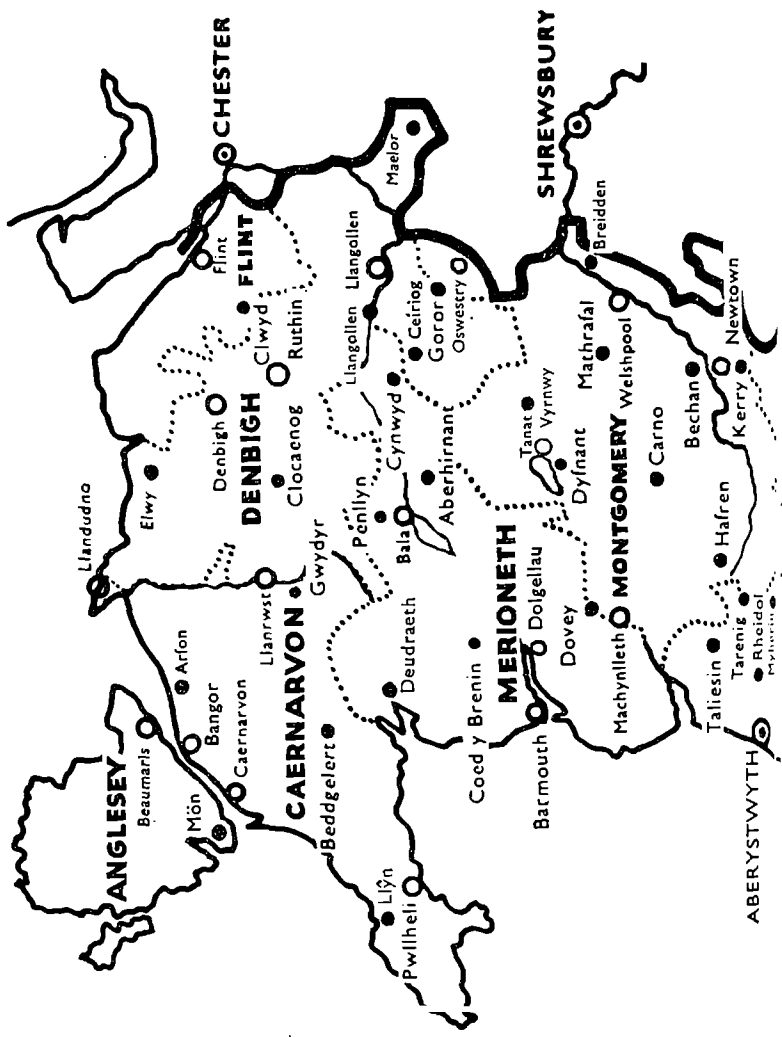 CHESTER
SHREWSBURY
Maelor
Flint
FLINT
Clwyd
Ruthin
Llangollen
Llangollen
Ceiriog
Goror
Oswestry
Breidden
Mathrafal
Welshpool
Newtown
Kerry
Bechan
Denbigh
DENBIGH
Clocaenog
Elwy
Cynwyd
Tanat
Vyrnwy
Dyfnant
MONTGOMERY
Carno
Aberhirnant
Penllyn
Bala
Hafren
Llandudno
Gwydyr
Llanrwst
CAERNARVON
MERIONETH
Dolgellau
Dovey
Machynlleth
Taliesin
Tarenig
Rheidol
Deudraeth
Coed y Brenin
Barmouth
Arfon
Bangor
Caernarvon
Beddgelert
ANGLESEY
Beaumaris
Mön
Llŷn
Pwllheli
ABERYSTWYTH